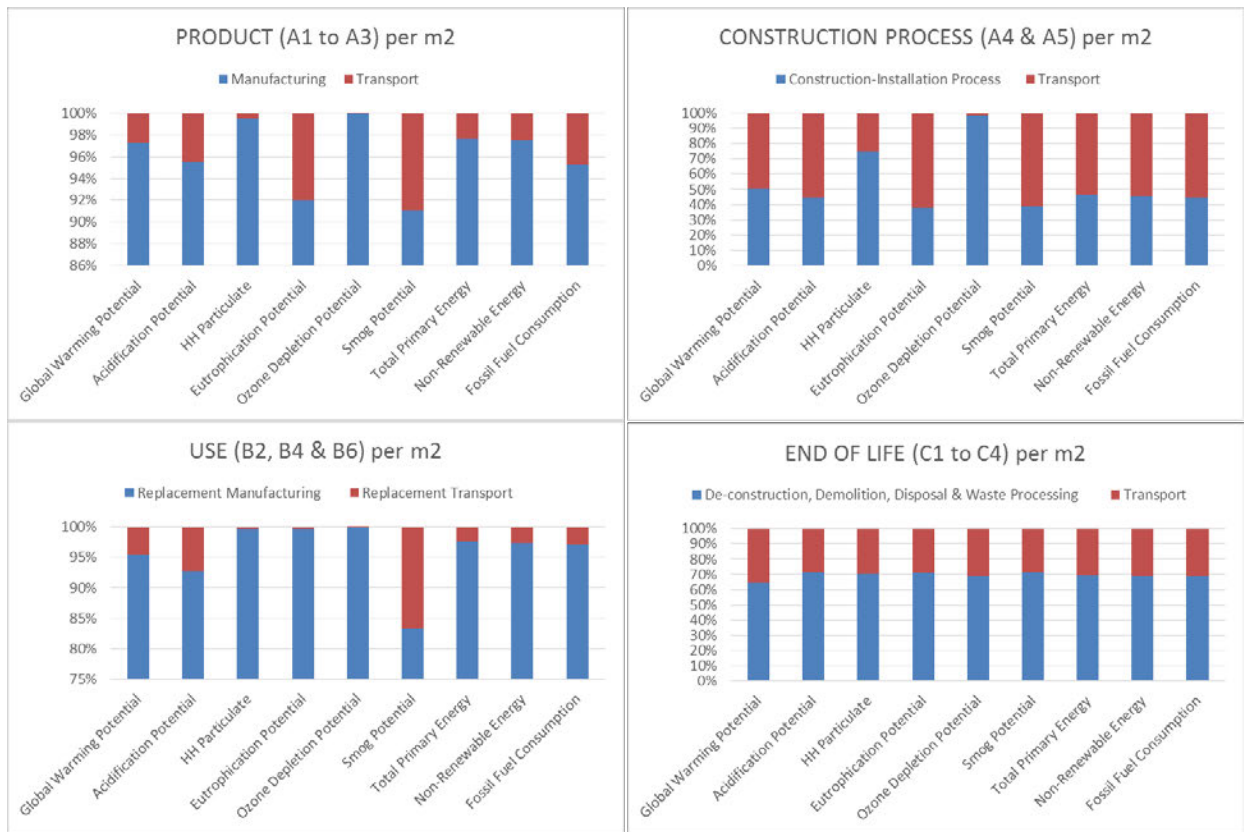 PRODUCT (A1 to A3) per m2
Manufacturing Transport
100%
98%
96%
94%
92%
90%
88%
86%
Global Warming Potential
Acidification Potential
HH Particulate
Eutrophication Potential
Ozone Depletion Potential
Smog Potential
Total Primary Energy
Non-Renewable Energy
Fossil Fuel Consumption
CONSTRUCTION PROCESS (A4 & A5) per m2
Construction-Installation Process Transport
100%
90%
80%
70%
60%
50%
40%
30%
20%
10%
0%
Global Warming Potential
Acidification Potential
HH Particulate
Eutrophication Potential
Ozone Depletion Potential
Smog Potential
Total Primary Energy
Non-Renewable Energy
Fossil Fuel Consumption
USE (B2, B4 & B6) per m2
Replacement Manufacturing Replacement Transport
100%
95%
90%
85%
80%
75%
Global Warming Potential
Acidification Potential
HH Particulate
Eutrophication Potential
Ozone Depletion Potential
Smog Potential
Total Primary Energy
Non-Renewable Energy
Fossil Fuel Consumption
END OF LIFE (C1 to C4) per m2
De-construction, Demolition, Disposal & Waste Processing Transport
100%
90%
80%
70%
60%
50%
40%
30%
20%
10%
0%
Global Warming Potential
Acidification Potential
HH Particulate
Eutrophication Potential
Ozone Depletion Potential
Smog Potential
Total Primary Energy
Non-Renewable Energy
Fossil Fuel Consumption